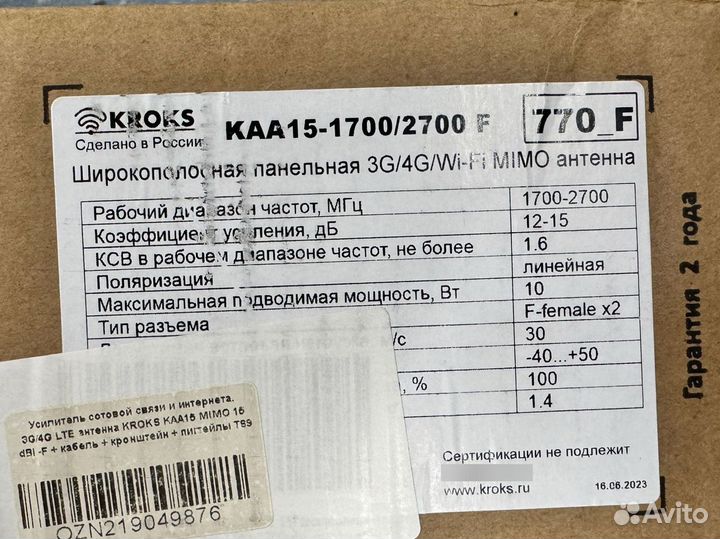 KROKS
Сделано в России
KAA15-1700/2700 F
770_F
Широкополосная панельная 3G/4G/Wi-Fi MIMO антенна
Рабочий диапазон частот, МГц 1700-2700
Коэффициент усиления, дБ 12-15
КСВ в рабочем диапазоне частот, не более 1.6
Поляризация линейная
Максимальная подводимая мощность, Вт 10
Тип разъема F-female x2
/с 30
-40...+50
, % 100
1.4
Сертификации не подлежит
www.kroks.ru
16.06.2023
Гарантия 2 года
Усилитель сотовой связи и интернета.
3G/4G LTE антенна KROKS KAA15 MIMO 15
dBi -F + кабель + кронштейн + пигтейлы TS9
OZN219049876
Avito